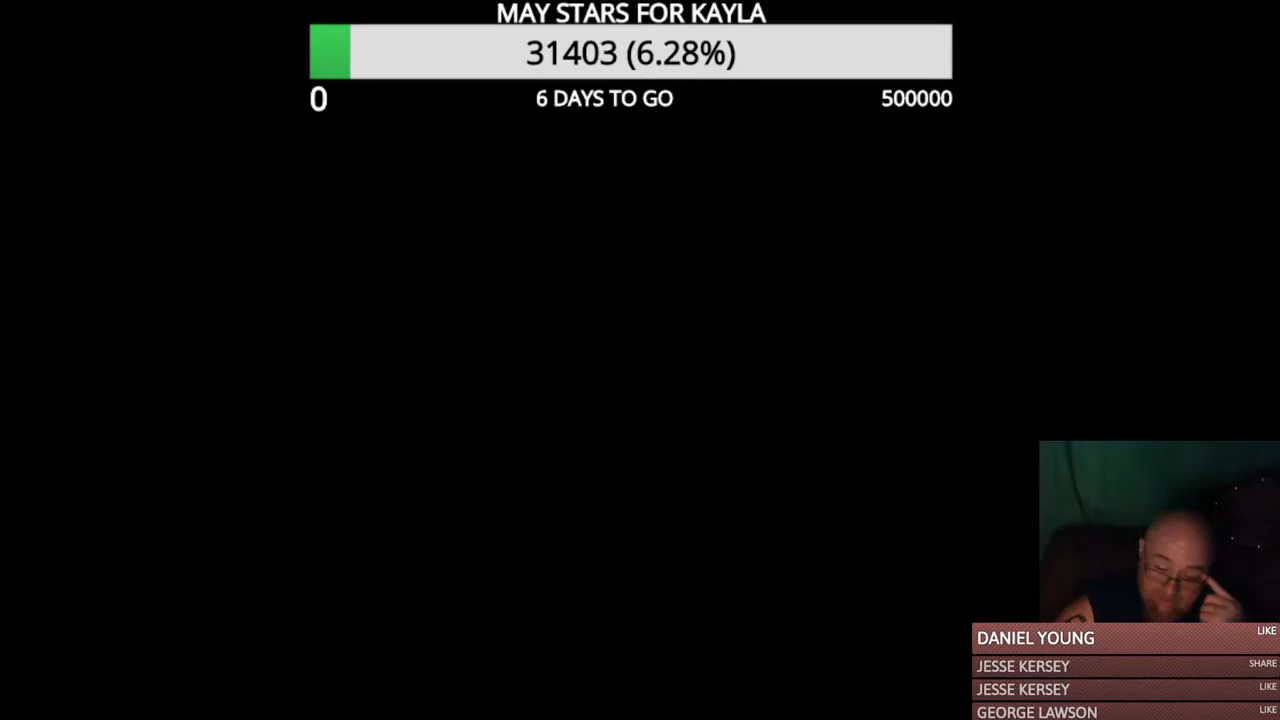 MAY STARS FOR KAYLA
31403 (6.28%)
0 6 DAYS TO GO 500000
DANIEL YOUNG LIKE
JESSE KERSEY SHARE
JESSE KERSEY LIKE
GEORGE LAWSON LIKE